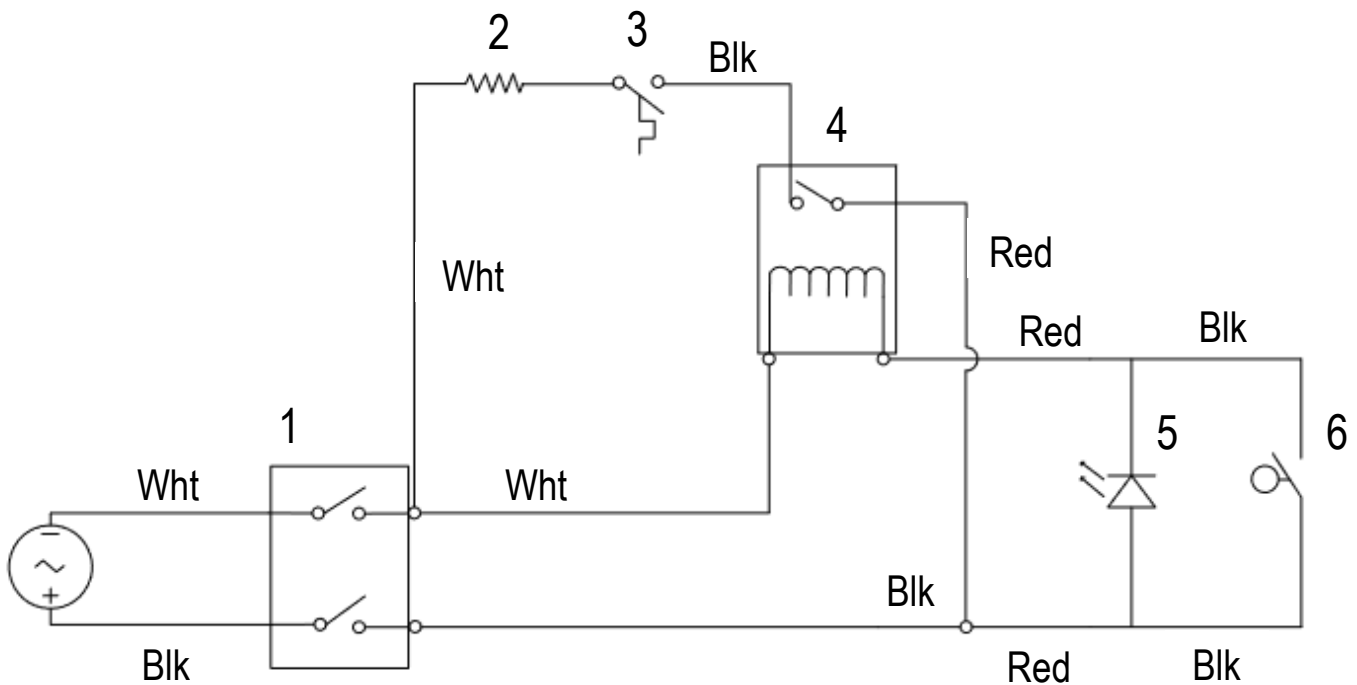 2 3 Blk
4
Wht Red
Red Blk
1 5 6
Wht Wht
− 
+
Blk
Blk Red Blk